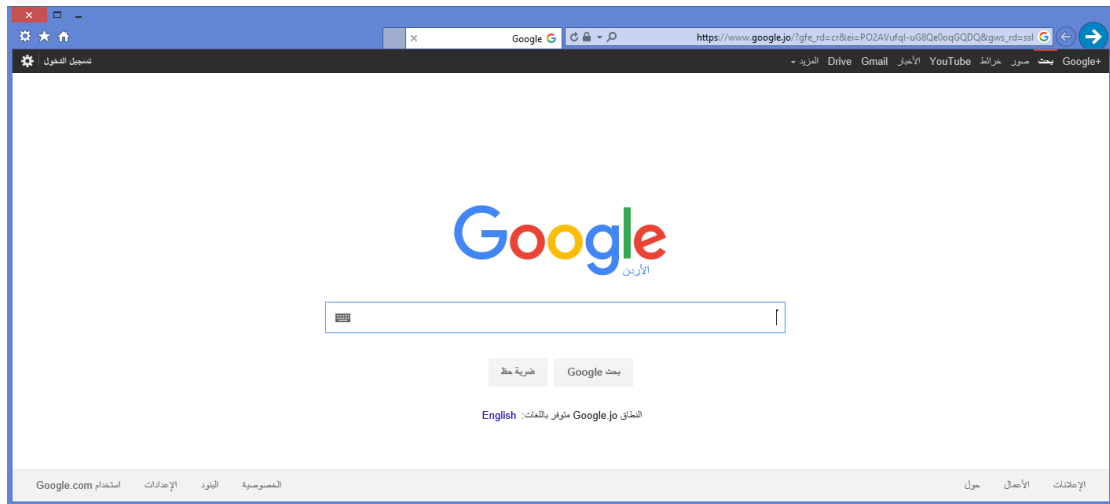 https://www.google.jo/?gfe_rd=cr&ei=PO2AVufqI-uG8Qe0oqGQDQ&gws_rd=ssl
Google
+Google بحث صور خرائط YouTube الأخبار Gmail Drive المزيد
تسجيل الدخول
Google
الأردن
بحث Google ضربة حظ
النطاق Google.jo متوفر باللغات: English
الإعلانات الأعمال حول الخصوصية البنود الإعدادات استخدام Google.com